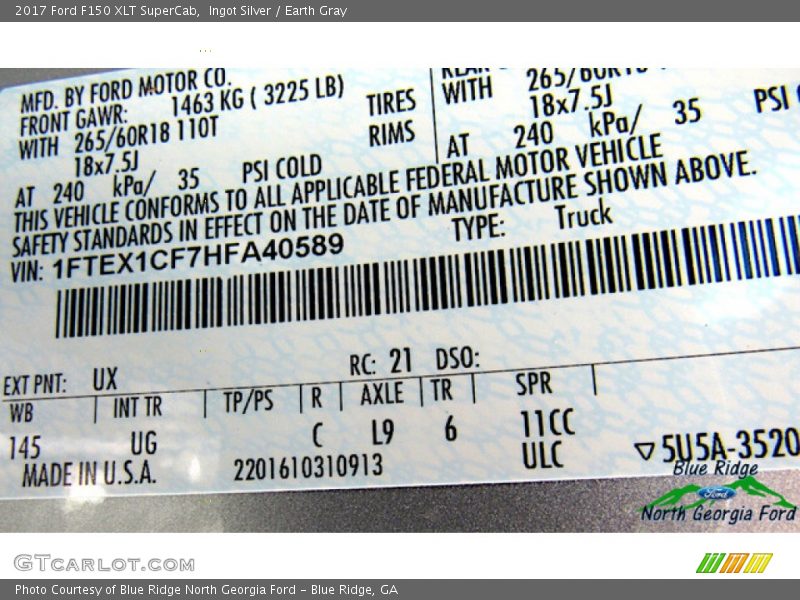 2017 Ford F150 XLT SuperCab, Ingot Silver / Earth Gray
MFD. BY FORD MOTOR CO.
FRONT GAWR: 1463 KG ( 3225 LB)
WITH 265/60R18 110T TIRES
18x7.5J RIMS
AT 240 kPa/ 35 PSI COLD
WITH 265/60R18
18x7.5J
AT 240 kPa/ 35 PSI
THIS VEHICLE CONFORMS TO ALL APPLICABLE FEDERAL MOTOR VEHICLE
SAFETY STANDARDS IN EFFECT ON THE DATE OF MANUFACTURE SHOWN ABOVE.
VIN: 1FTEX1CF7HFA40589 TYPE: Truck
EXT PNT: UX RC: 21 DSO:
WB INT TR TP/PS R AXLE TR SPR
145 UG C L9 6 11CC
MADE IN U.S.A. 2201610310913 ULC ▽5U5A-3520
Blue Ridge
Ford
North Georgia Ford
GTCARLOT.COM
Photo Courtesy of Blue Ridge North Georgia Ford – Blue Ridge, GA